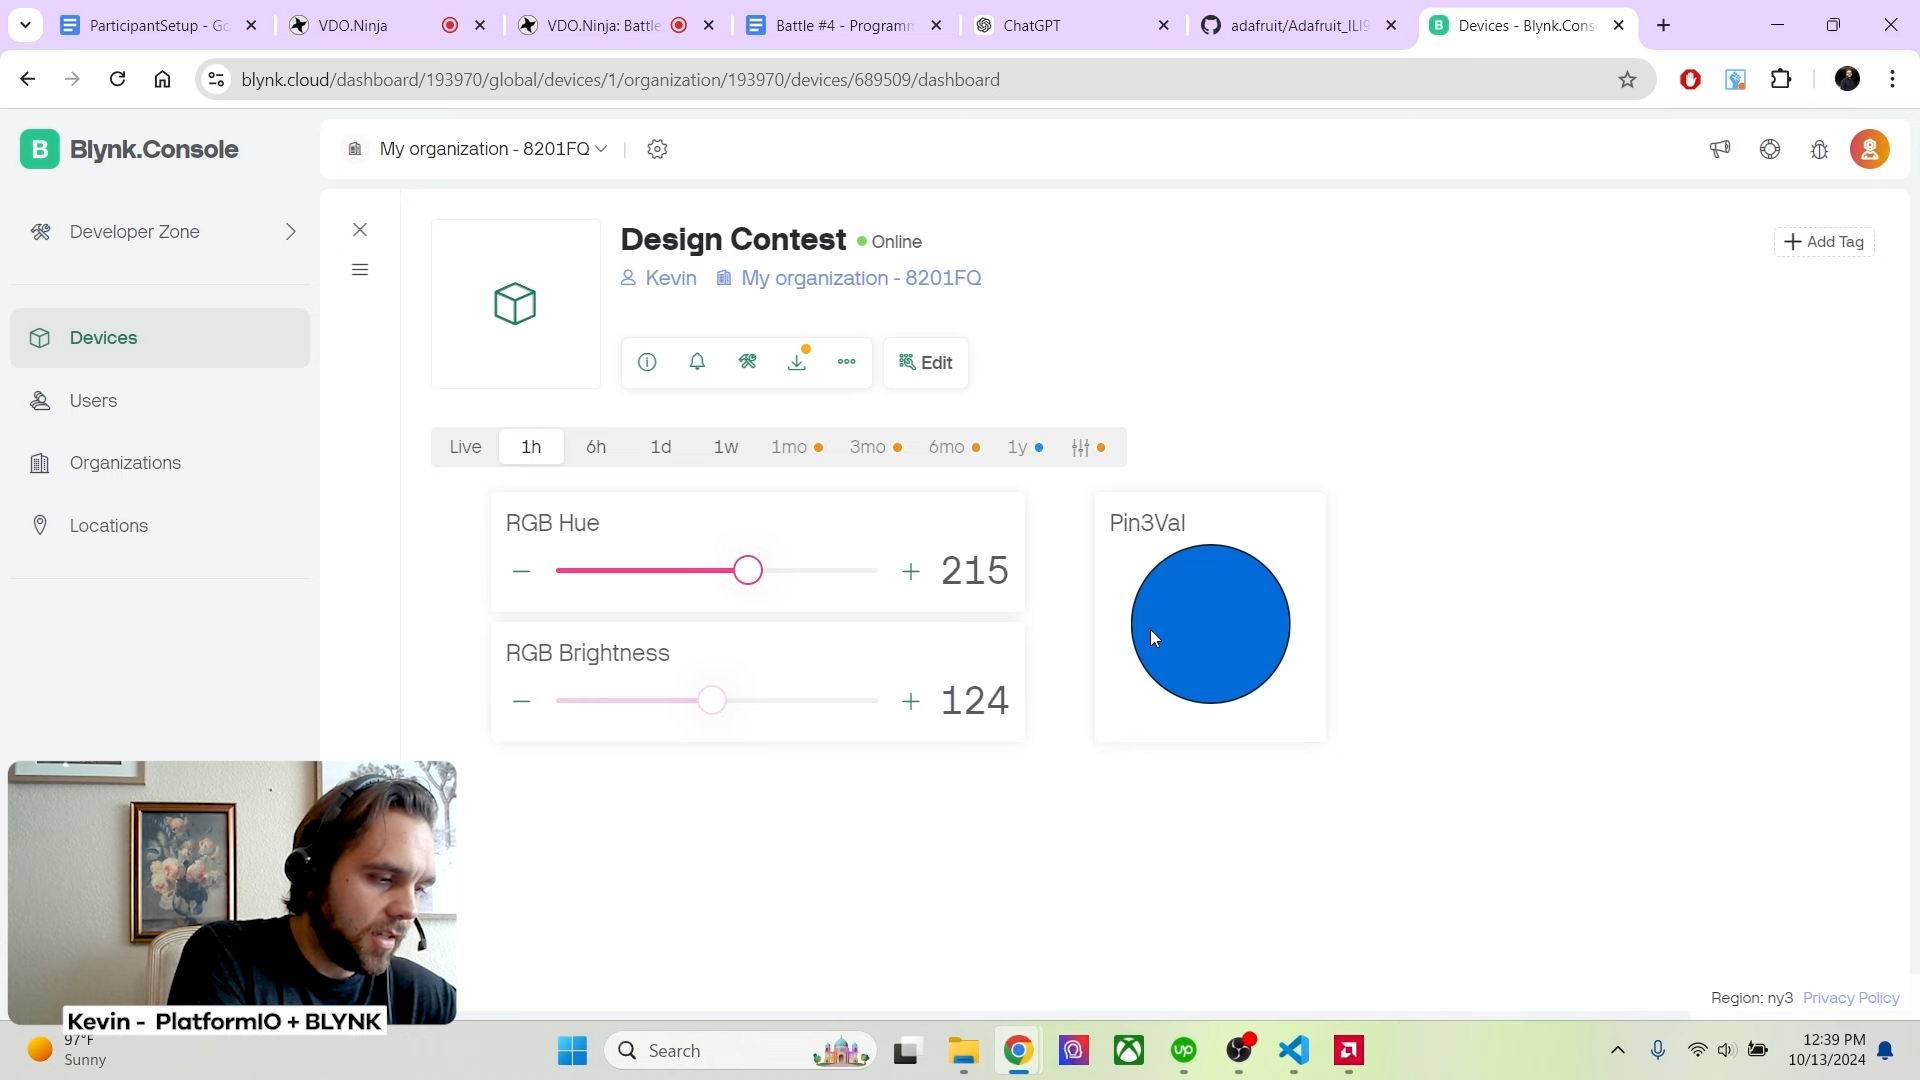 ParticipantSetup - Go
VDO.Ninja
VDO.Ninja: Battle
Battle #4 - Programm
ChatGPT
adafruit/Adafruit_ILI9
Devices - Blynk.Cons
blynk.cloud/dashboard/193970/global/devices/1/organization/193970/devices/689509/dashboard
B
Blynk.Console
My organization - 8201FQ
Developer Zone
Devices
Users
Organizations
Locations
Design Contest
Online
Add Tag
Kevin
My organization - 8201FQ
Edit
Live
1h
6h
1d
1w
1mo
3mo
6mo
1y
RGB Hue
215
Pin3Val
RGB Brightness
124
Region: ny3
Privacy Policy
Kevin - PlatformIO + BLYNK
97°F
Sunny
Search
up
12:39 PM
10/13/2024